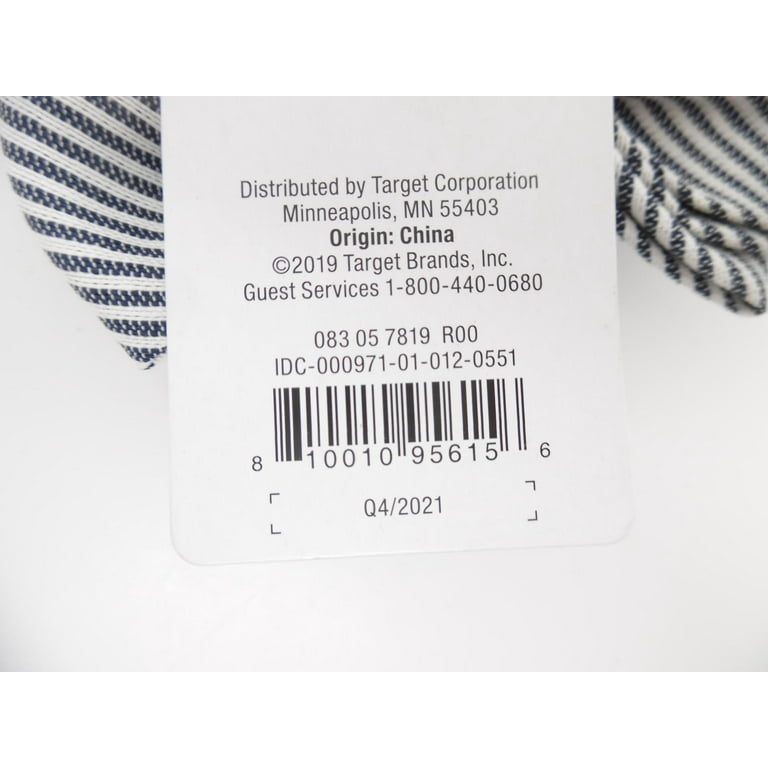 Distributed by Target Corporation
Minneapolis, MN 55403
Origin: China
©2019 Target Brands, Inc.
Guest Services 1-800-440-0680
083 05 7819 R00
IDC-000971-01-012-0551
8 10010 95615 6
Q4/2021